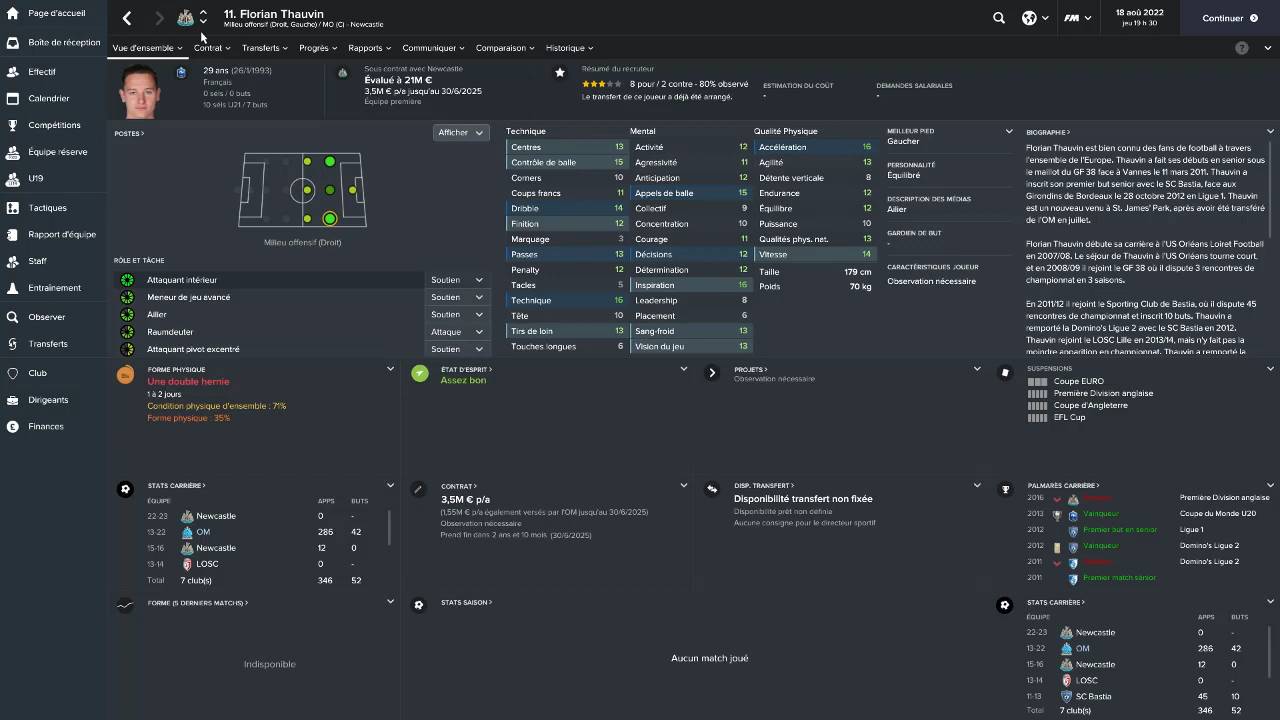 Page d'accueil
11. Florian Thauvin
Milieu offensif (Droit, Gauche) / MO (C) - Newcastle
18 aoû 2022
jeu 19 h 30
FM
Continuer
Boîte de réception
Effectif
Calendrier
Compétitions
Équipe réserve
U19
Tactiques
Rapport d'équipe
Staff
Entraînement
Observer
Transferts
Club
Dirigeants
Finances
Vue d'ensemble
Contrat
Transferts
Progrès
Rapports
Communiquer
Comparaison
Historique
29 ans (26/1/1993)
Français
0 séls / 0 buts
10 séls U21 / 7 buts
Sous contrat avec Newcastle
Évalué à 21M €
3,5M € p/a jusqu'au 30/6/2025
Équipe première
Résumé du recruteur
8 pour / 2 contre - 80% observé
Le transfert de ce joueur a déjà été arrangé.
ESTIMATION DU COÛT
-
DEMANDES SALARIALES
-
POSTES >
Afficher
Milieu offensif (Droit)
RÔLE ET TÂCHE
Attaquant intérieur Soutien
Meneur de jeu avancé Soutien
Ailier Soutien
Raumdeuter Attaque
Attaquant pivot excentré Soutien
Technique
Centres 13
Contrôle de balle 15
Corners 10
Coups francs 11
Dribble 14
Finition 12
Marquage 3
Passes 13
Penalty 12
Tacles 5
Technique 16
Tête 10
Tirs de loin 13
Touches longues 6
Mental
Activité 12
Agressivité 11
Anticipation 12
Appels de balle 15
Collectif 9
Concentration 10
Courage 11
Décisions 12
Détermination 12
Inspiration 16
Leadership 8
Placement 6
Sang-froid 13
Vision du jeu 13
Qualité Physique
Accélération 16
Agilité 13
Détente verticale 8
Endurance 12
Équilibre 12
Puissance 10
Qualités phys. nat. 13
Vitesse 14
Taille 179 cm
Poids 70 kg
MEILLEUR PIED
Gaucher
PERSONNALITÉ
Équilibré
DESCRIPTION DES MÉDIAS
Ailier
GARDIEN DE BUT
-
CARACTÉRISTIQUES JOUEUR
Observation nécessaire
BIOGRAPHIE >
Florian Thauvin est bien connu des fans de football à travers
l'ensemble de l'Europe. Thauvin a fait ses débuts en senior sous
le maillot du GF 38 face à Vannes le 11 mars 2011. Thauvin a
inscrit son premier but senior avec le SC Bastia, face aux
Girondins de Bordeaux le 28 octobre 2012 en Ligue 1. Thauvin
est un nouveau venu à St. James' Park, après avoir été transféré
de l'OM en juillet.
Florian Thauvin débute sa carrière à l'US Orléans Loiret Football
en 2007/08. Le séjour de Thauvin à l'US Orléans tourne court,
et en 2008/09 il rejoint le GF 38 où il dispute 3 rencontres de
championnat en 3 saisons.
En 2011/12 il rejoint le Sporting Club de Bastia, où il dispute 45
rencontres de championnat et inscrit 10 buts. Thauvin a
remporté la Domino's Ligue 2 avec le SC Bastia en 2012.
Thauvin rejoint le LOSC Lille en 2013/14, mais n'y fait pas la
moindre apparition en championnat. Thauvin a remporté la
FORME PHYSIQUE
Une double hernie
1 à 2 jours
Condition physique d'ensemble : 71%
Forme physique : 35%
ÉTAT D'ESPRIT >
Assez bon
PROJETS >
Observation nécessaire
SUSPENSIONS
Coupe EURO
Première Division anglaise
Coupe d'Angleterre
EFL Cup
STATS CARRIÈRE >
ÉQUIPE APPS BUTS
22-23 Newcastle 0 -
13-22 OM 286 42
15-16 Newcastle 12 0
13-14 LOSC 0 -
Total 7 club(s) 346 52
CONTRAT >
3,5M € p/a
(1,55M € p/a également versés par l'OM jusqu'au 30/6/2025)
Observation nécessaire
Prend fin dans 2 ans et 10 mois (30/6/2025)
DISP. TRANSFERT >
Disponibilité transfert non fixée
Disponibilité prêt non définie
Aucune consigne pour le directeur sportif
PALMARÈS CARRIÈRE >
2016 Première Division anglaise
2013 Vainqueur Coupe du Monde U20
2012 Premier but en senior Ligue 1
2012 Vainqueur Domino's Ligue 2
2011 Domino's Ligue 2
2011 Premier match sénior
FORME (5 DERNIERS MATCHS) >
Indisponible
STATS SAISON >
Aucun match joué
STATS CARRIÈRE >
ÉQUIPE APPS BUTS
22-23 Newcastle 0 -
13-22 OM 286 42
15-16 Newcastle 12 0
13-14 LOSC 0 -
11-13 SC Bastia 45 10
Total 7 club(s) 346 52